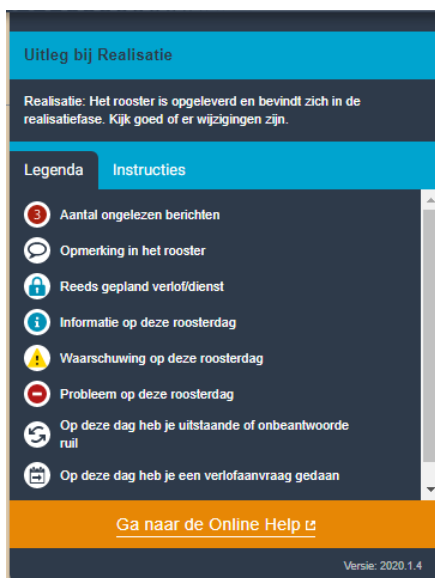 Uitleg bij Realisatie
Realisatie: Het rooster is opgeleverd en bevindt zich in de
realisatiefase. Kijk goed of er wijzigingen zijn.
Legenda
Instructies
3
Aantal ongelezen berichten
Opmerking in het rooster
Reeds gepland verlof/dienst
Informatie op deze roosterdag
Waarschuwing op deze roosterdag
Probleem op deze roosterdag
Op deze dag heb je uitstaande of onbeantwoorde
ruil
Op deze dag heb je een verlofaanvraag gedaan
Ga naar de Online Help
Versie: 2020.1.4